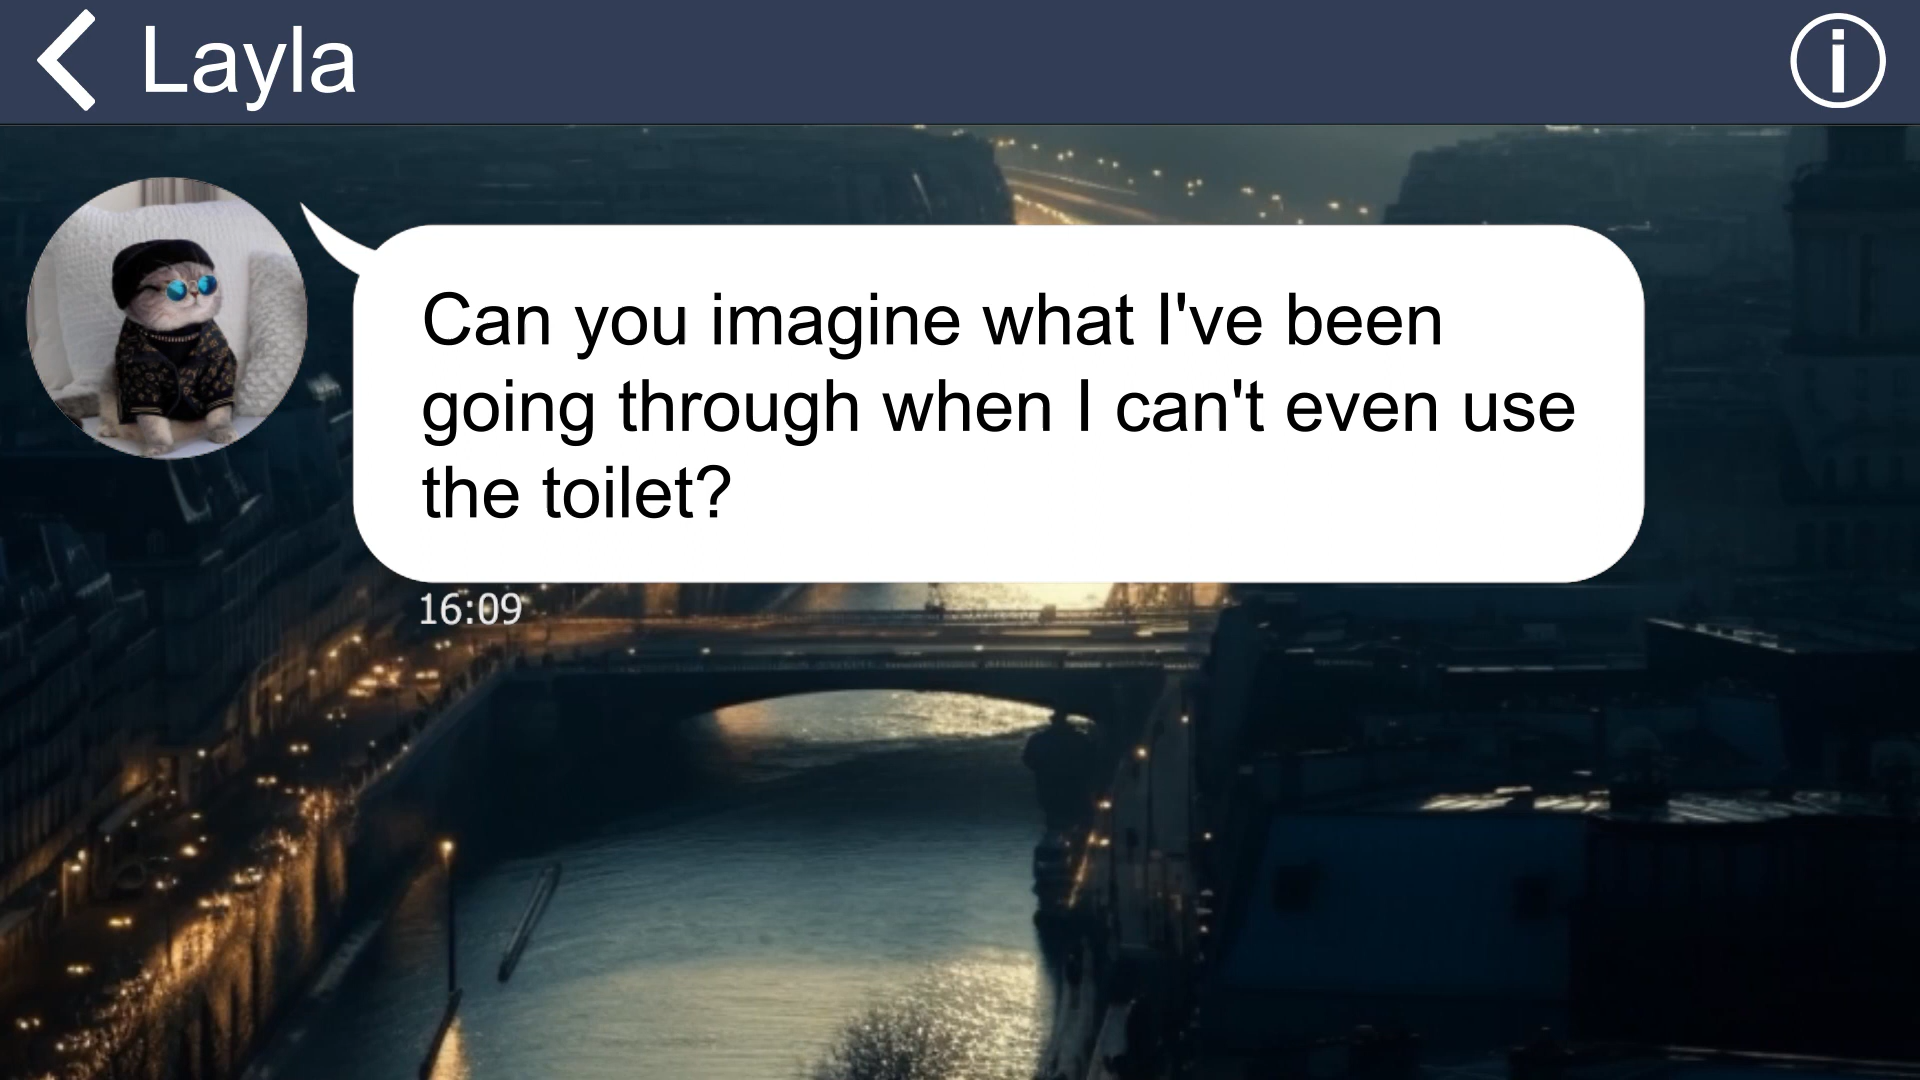 Layla
Can you imagine what I've been
going through when I can't even use
the toilet?
16:09